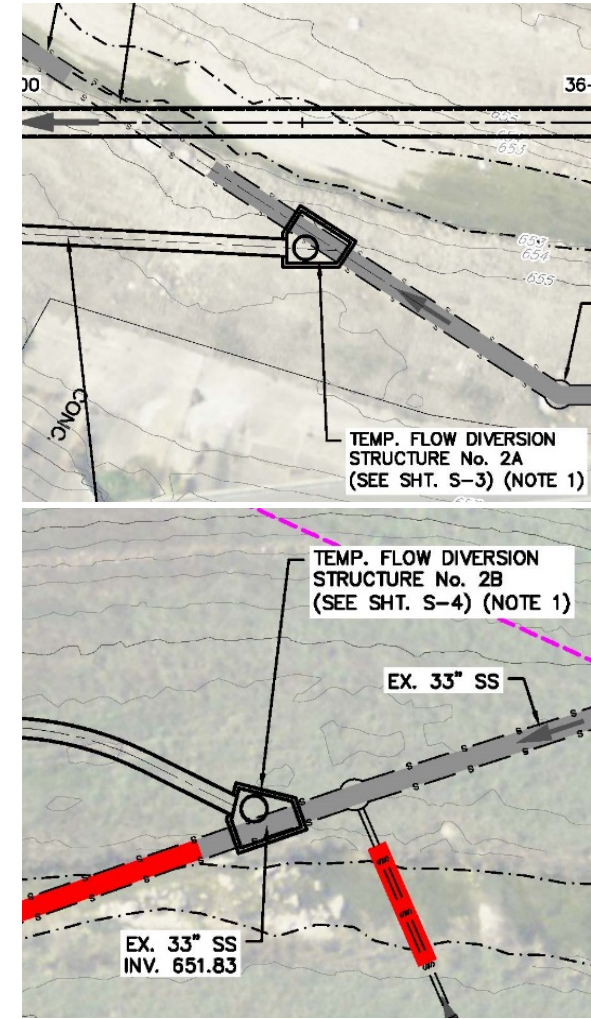 00
36-
653
653
654
655
CONC.
TEMP. FLOW DIVERSION
STRUCTURE No. 2A
(SEE SHT. S-3) (NOTE 1)
TEMP. FLOW DIVERSION
STRUCTURE No. 2B
(SEE SHT. S-4) (NOTE 1)
EX. 33" SS
EX. 33" SS
INV. 651.83